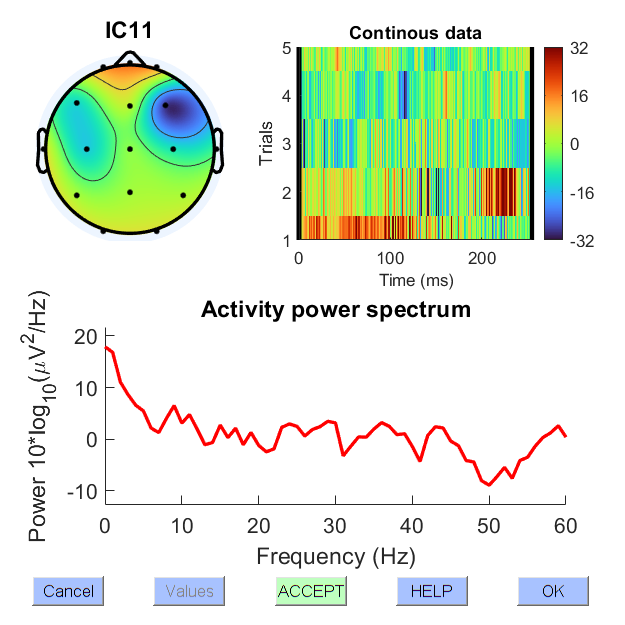 IC11
Continous data
5
4
3
2
1
Trials
0
100
200
Time (ms)
32
16
0
-16
-32
Activity power spectrum
Power 10*log10(μV2/Hz)
20
10
0
-10
0
10
20
30
40
50
60
Frequency (Hz)
Cancel
Values
ACCEPT
HELP
OK